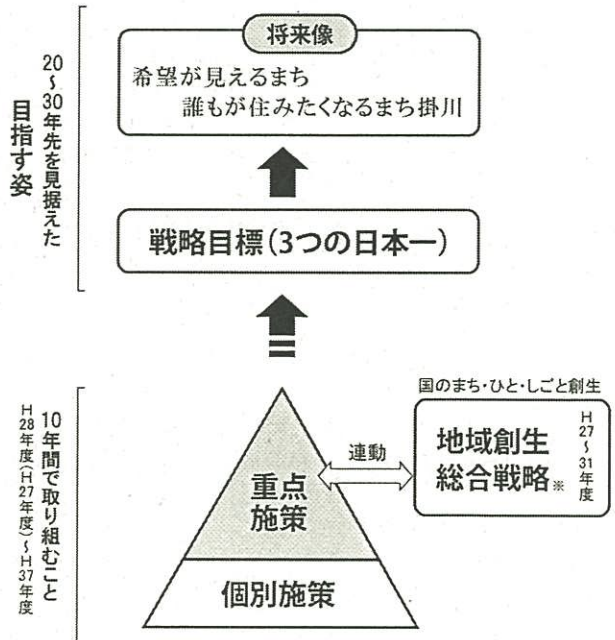 将来像
希望が見えるまち
誰もが住みたくなるまち掛川
20～30年先を見据えた
目指す姿
戦略目標(3つの日本一)
10年間で取り組むこと
H28年度(H27年度)～H37年度
重点
施策
個別施策
連動
国のまち・ひと・しごと創生
地域創生
総合戦略※
H27～31年度